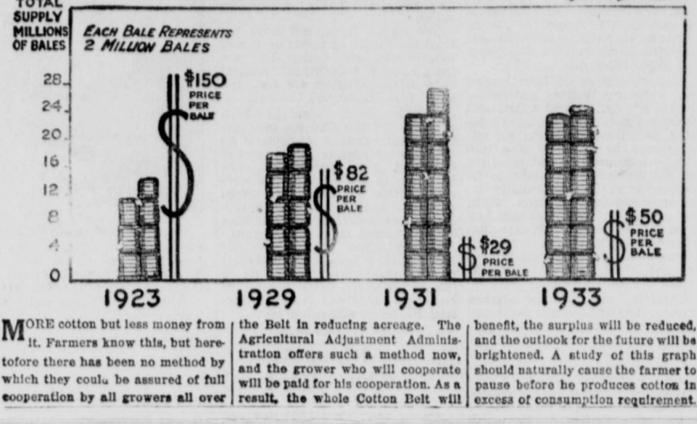 TOTAL
SUPPLY
MILLIONS
OF BALES
EACH BALE REPRESENTS
2 MILLION BALES
28
24
20
16
12
8
4
0
$150
PRICE
PER
BALE
$82
PRICE
PER
BALE
$29
PRICE
PER BALE
$50
PRICE
PER
BALE
1923
1929
1931
1933
MORE cotton but less money from
it. Farmers know this, but here-
tofore there has been no method by
which they could be assured of full
cooperation by all growers all over
the Belt in reducing acreage. The
Agricultural Adjustment Adminis-
tration offers such a method now,
and the grower who will cooperate
will be paid for his cooperation. As a
result, the whole Cotton Belt will
benefit, the surplus will be reduced,
and the outlook for the future will be
brightened. A study of this graph
should naturally cause the farmer to
pause before he produces cotton in
excess of consumption requirement.